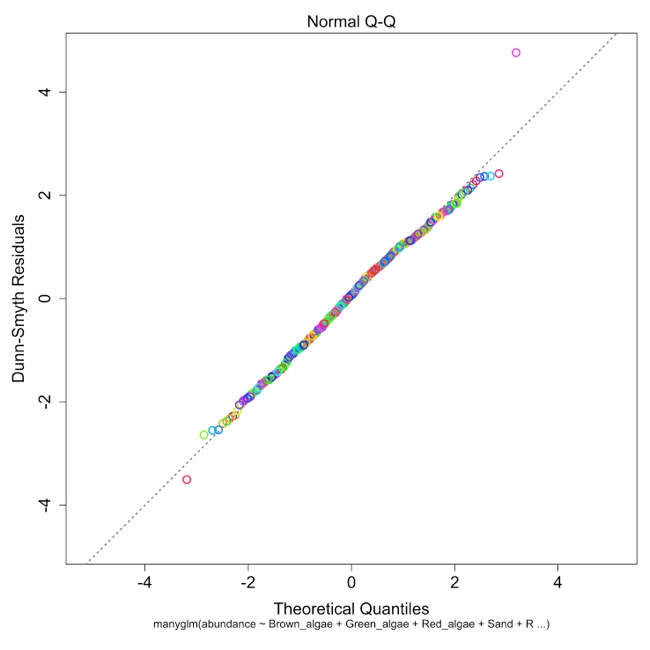 Normal Q-Q
4
2
0
-2
-4
Dunn-Smyth Residuals
-4 -2 0 2 4
Theoretical Quantiles
manyglm(abundance ~ Brown_algae + Green_algae + Red_algae + Sand + R ...)